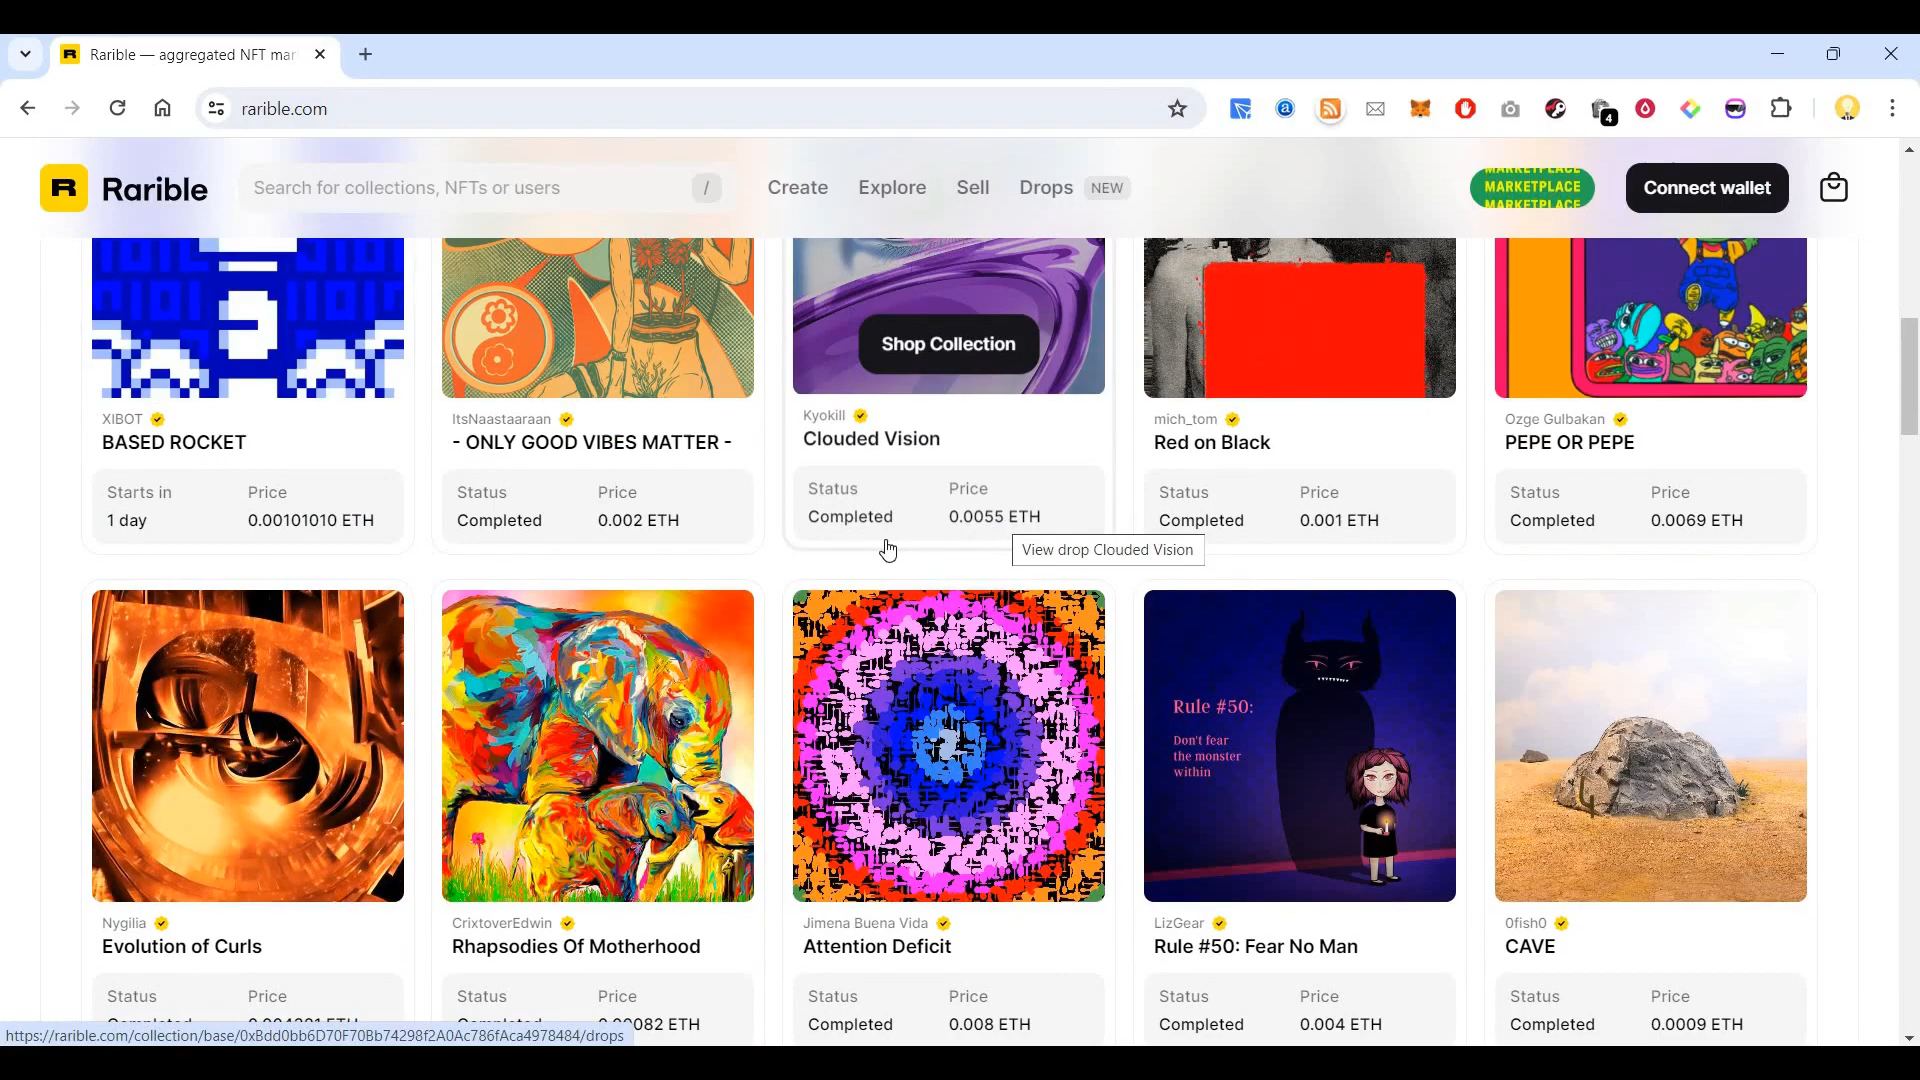 Rarible — aggregated NFT mar
rarible.com
4
Rarible
Search for collections, NFTs or users
/
Create
Explore
Sell
Drops
NEW
MARKETPLACE
MARKETPLACE
MARKETPLACE
Connect wallet
Shop Collection
XIBOT
BASED ROCKET
Starts in
Price
1 day
0.00101010 ETH
ItsNaastaaraan
- ONLY GOOD VIBES MATTER -
Status
Price
Completed
0.002 ETH
Kyokill
Clouded Vision
Status
Price
Completed
0.0055 ETH
View drop Clouded Vision
mich_tom
Red on Black
Status
Price
Completed
0.001 ETH
Ozge Gulbakan
PEPE OR PEPE
Status
Price
Completed
0.0069 ETH
Nygilia
Evolution of Curls
Status
Price
CrixtoverEdwin
Rhapsodies Of Motherhood
Status
Price
Jimena Buena Vida
Attention Deficit
Status
Price
Completed
0.008 ETH
Rule #50:
Don't fear
the monster
within
LizGear
Rule #50: Fear No Man
Status
Price
Completed
0.004 ETH
0fish0
CAVE
Status
Price
Completed
0.0009 ETH
https://rarible.com/collection/base/0xBdd0bb6D70F70Bb74298f2A0Ac786fAca4978484/drops